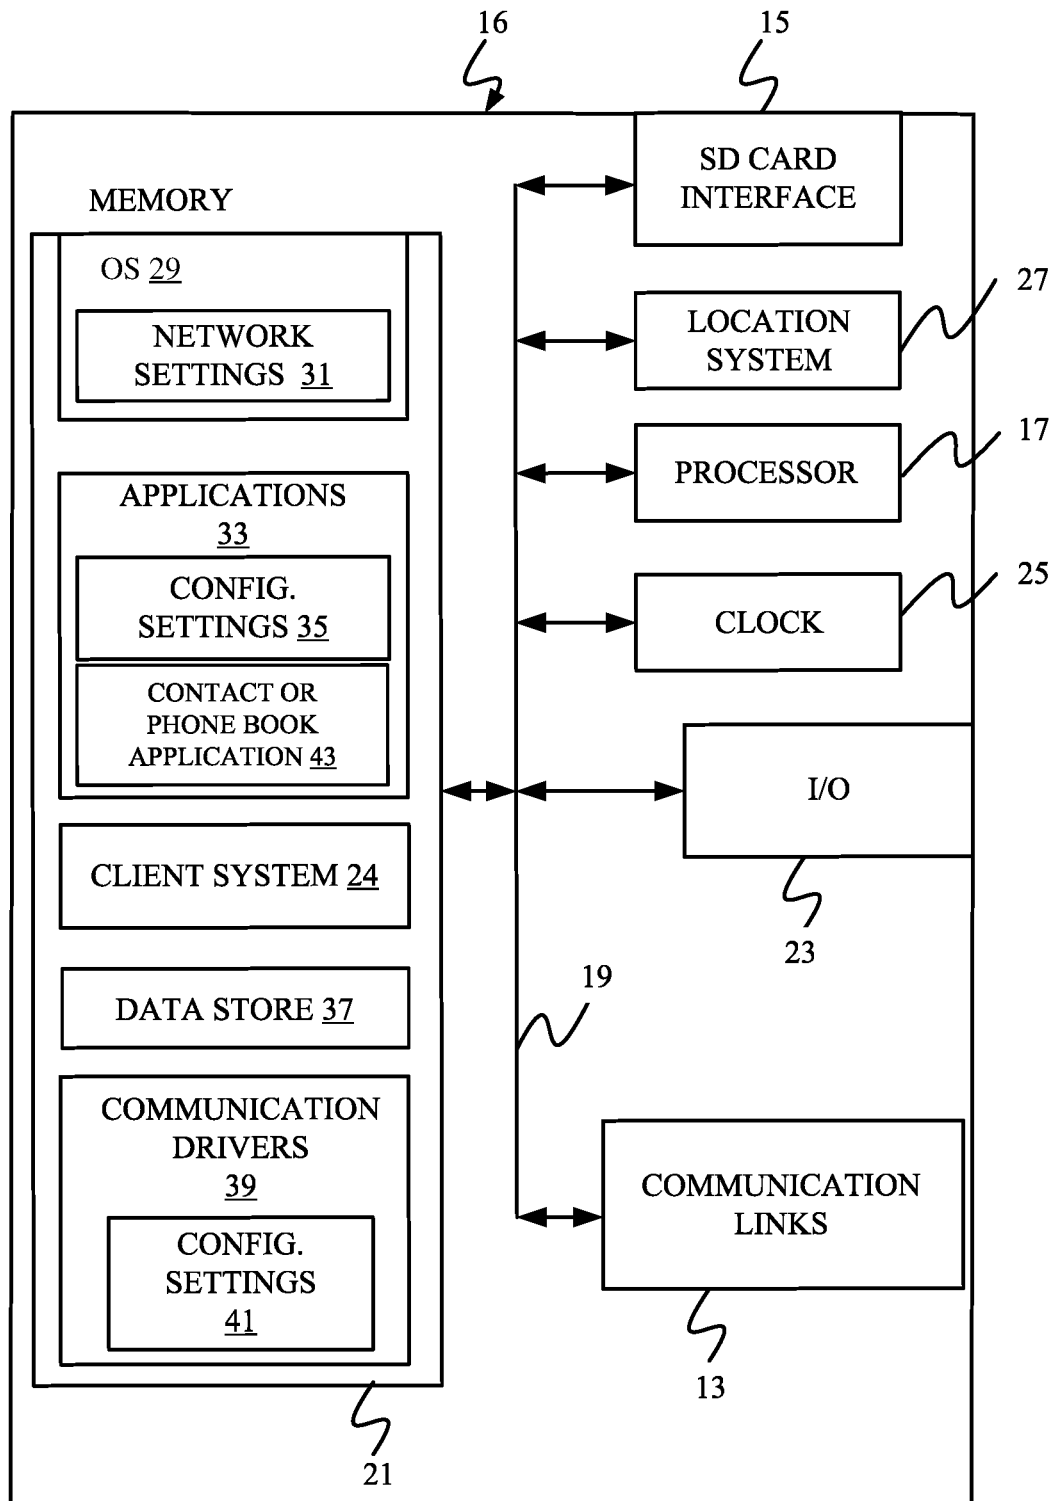 16
15
MEMORY
OS 29
NETWORK
SETTINGS 31
APPLICATIONS
33
CONFIG.
SETTINGS 35
CONTACT OR
PHONE BOOK
APPLICATION 43
CLIENT SYSTEM 24
DATA STORE 37
COMMUNICATION
DRIVERS
39
CONFIG.
SETTINGS
41
21
SD CARD
INTERFACE
LOCATION
SYSTEM
27
PROCESSOR
17
CLOCK
25
I/O
23
19
COMMUNICATION
LINKS
13